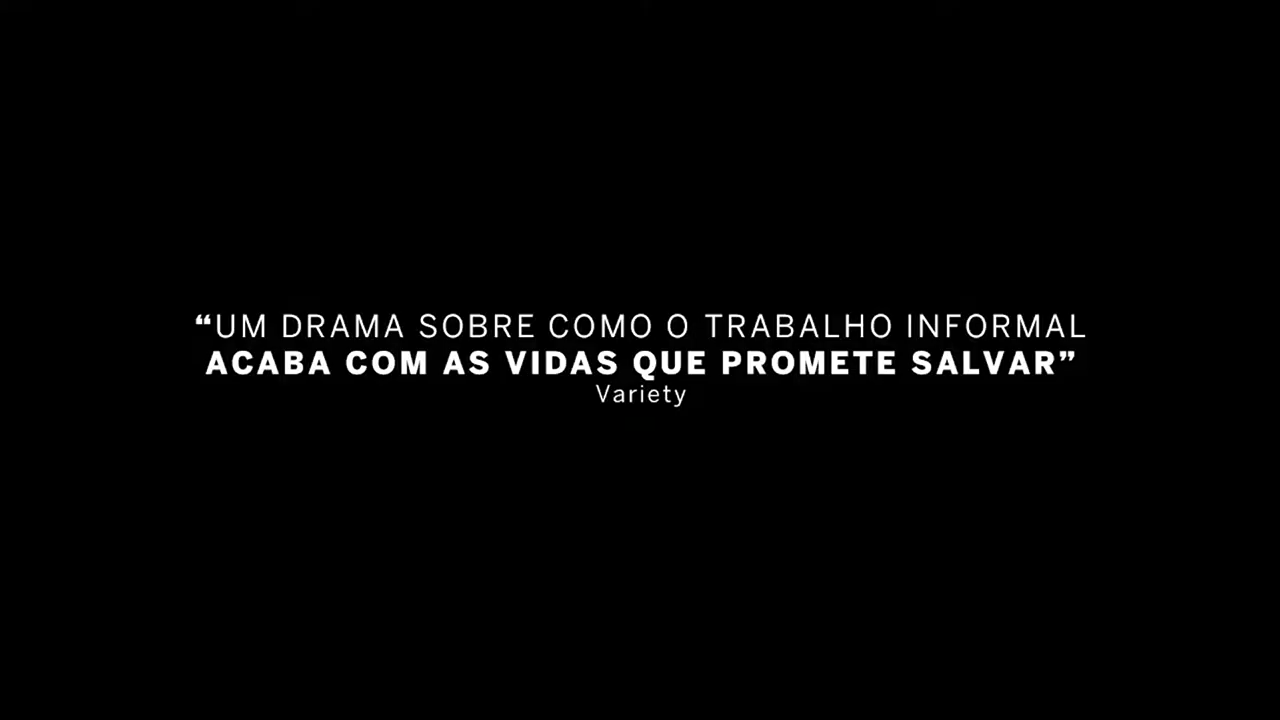 “UM DRAMA SOBRE COMO O TRABALHO INFORMAL
ACABA COM AS VIDAS QUE PROMETE SALVAR”
Variety